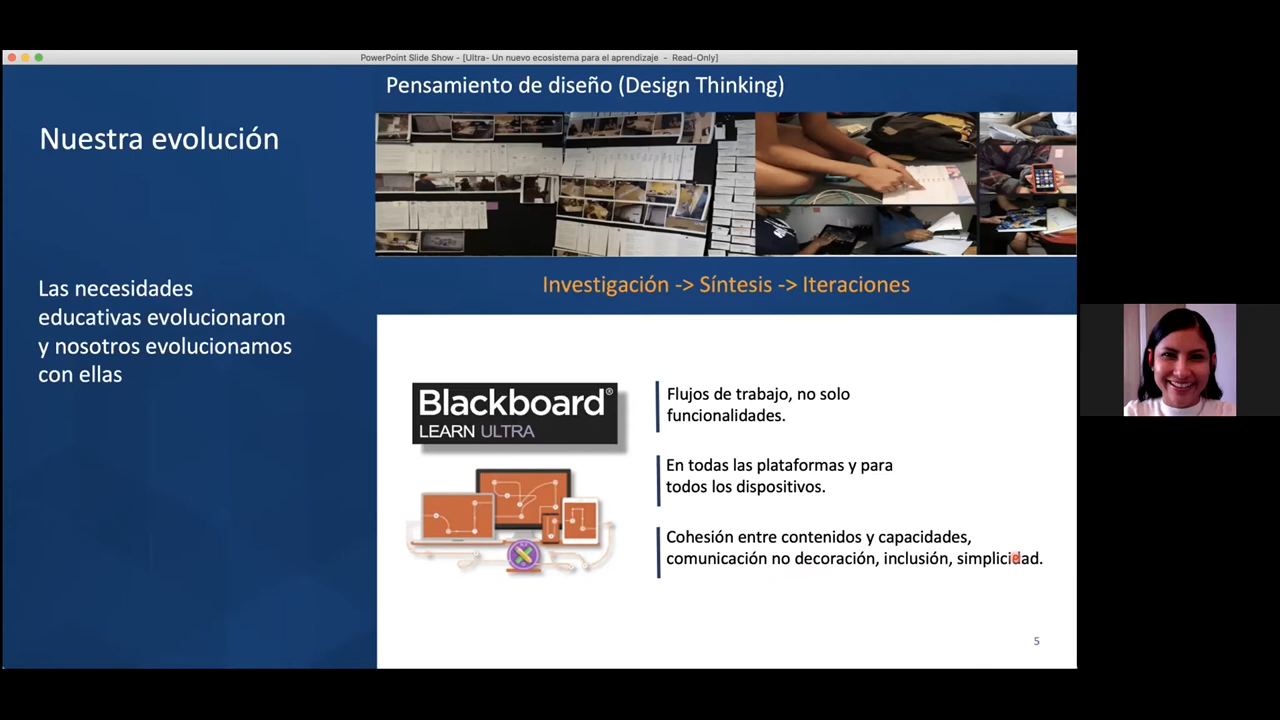 PowerPoint Slide Show - [Ultra- Un nuevo ecosistema para el aprendizaje - Read-Only]
Pensamiento de diseño (Design Thinking)
Nuestra evolución
Investigación -> Síntesis -> Iteraciones
Las necesidades
educativas evolucionaron
y nosotros evolucionamos
con ellas
Blackboard®
LEARN ULTRA
Flujos de trabajo, no solo
funcionalidades.
En todas las plataformas y para
todos los dispositivos.
Cohesión entre contenidos y capacidades,
comunicación no decoración, inclusión, simplicidad.
5